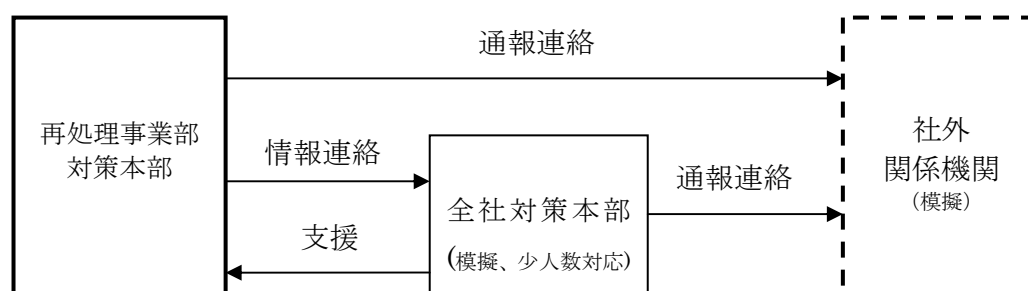 通報連絡
再処理事業部
対策本部
情報連絡
支援
全社対策本部
(模擬、少人数対応)
通報連絡
社外
関係機関
(模擬)